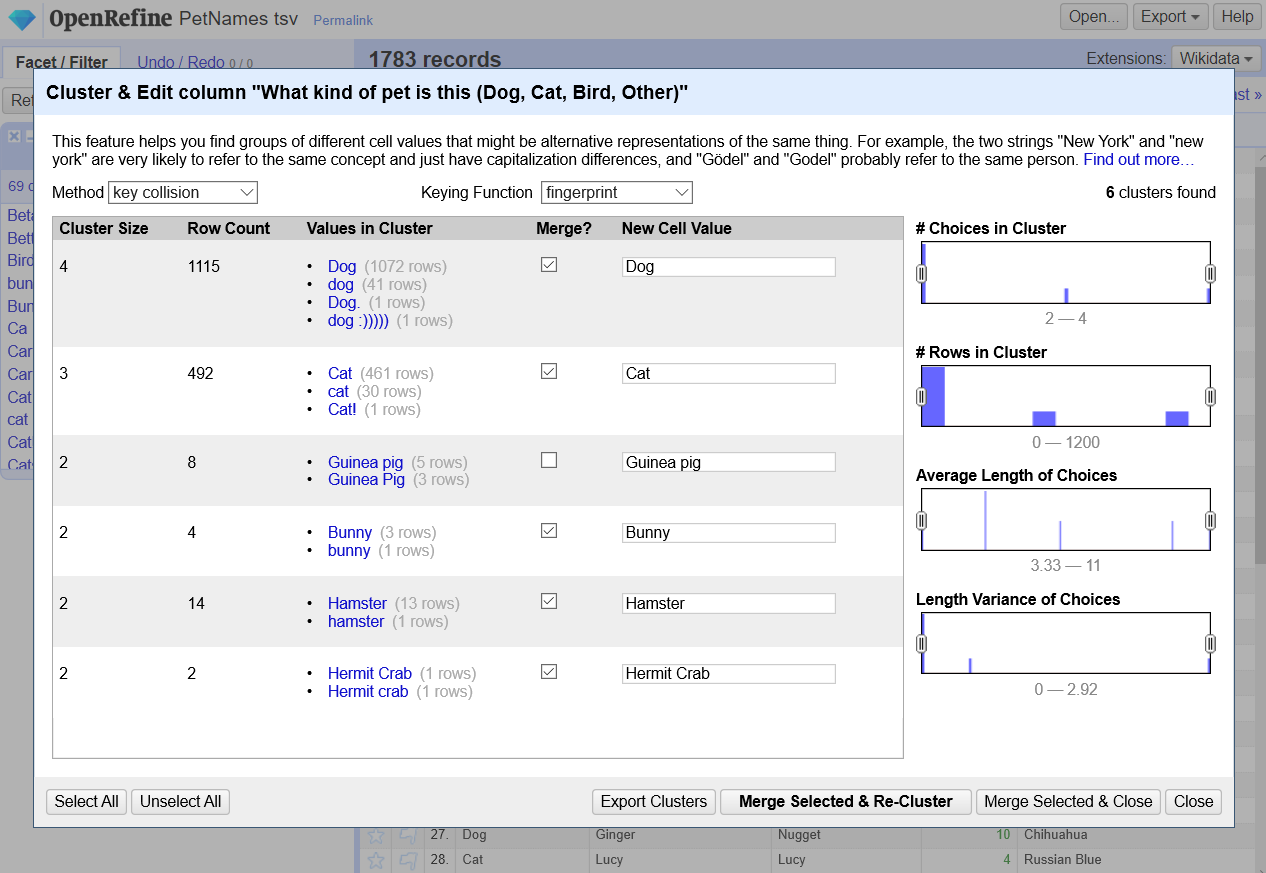 OpenRefine PetNames tsv Permalink Open... Export Help
Facet / Filter Undo / Redo 0 / 0 1783 records Extensions: Wikidata
Cluster & Edit column "What kind of pet is this (Dog, Cat, Bird, Other)"
This feature helps you find groups of different cell values that might be alternative representations of the same thing. For example, the two strings "New York" and "new
york" are very likely to refer to the same concept and just have capitalization differences, and "Gödel" and "Godel" probably refer to the same person. Find out more…
Method key collision Keying Function fingerprint 6 clusters found
Cluster Size Row Count Values in Cluster Merge? New Cell Value
4 1115 • Dog (1072 rows) Dog
• dog (41 rows)
• Dog. (1 rows)
• dog :))))) (1 rows)
3 492 • Cat (461 rows) Cat
• cat (30 rows)
• Cat! (1 rows)
2 8 • Guinea pig (5 rows) Guinea pig
• Guinea Pig (3 rows)
2 4 • Bunny (3 rows) Bunny
• bunny (1 rows)
2 14 • Hamster (13 rows) Hamster
• hamster (1 rows)
2 2 • Hermit Crab (1 rows) Hermit Crab
• Hermit crab (1 rows)
# Choices in Cluster
2 — 4
# Rows in Cluster
0 — 1200
Average Length of Choices
3.33 — 11
Length Variance of Choices
0 — 2.92
Bird
Ca
Cat
cat
Cat
Select All Unselect All Export Clusters Merge Selected & Re-Cluster Merge Selected & Close Close
27. Dog Ginger Nugget 10 Chihuahua
28. Cat Lucy Lucy 4 Russian Blue